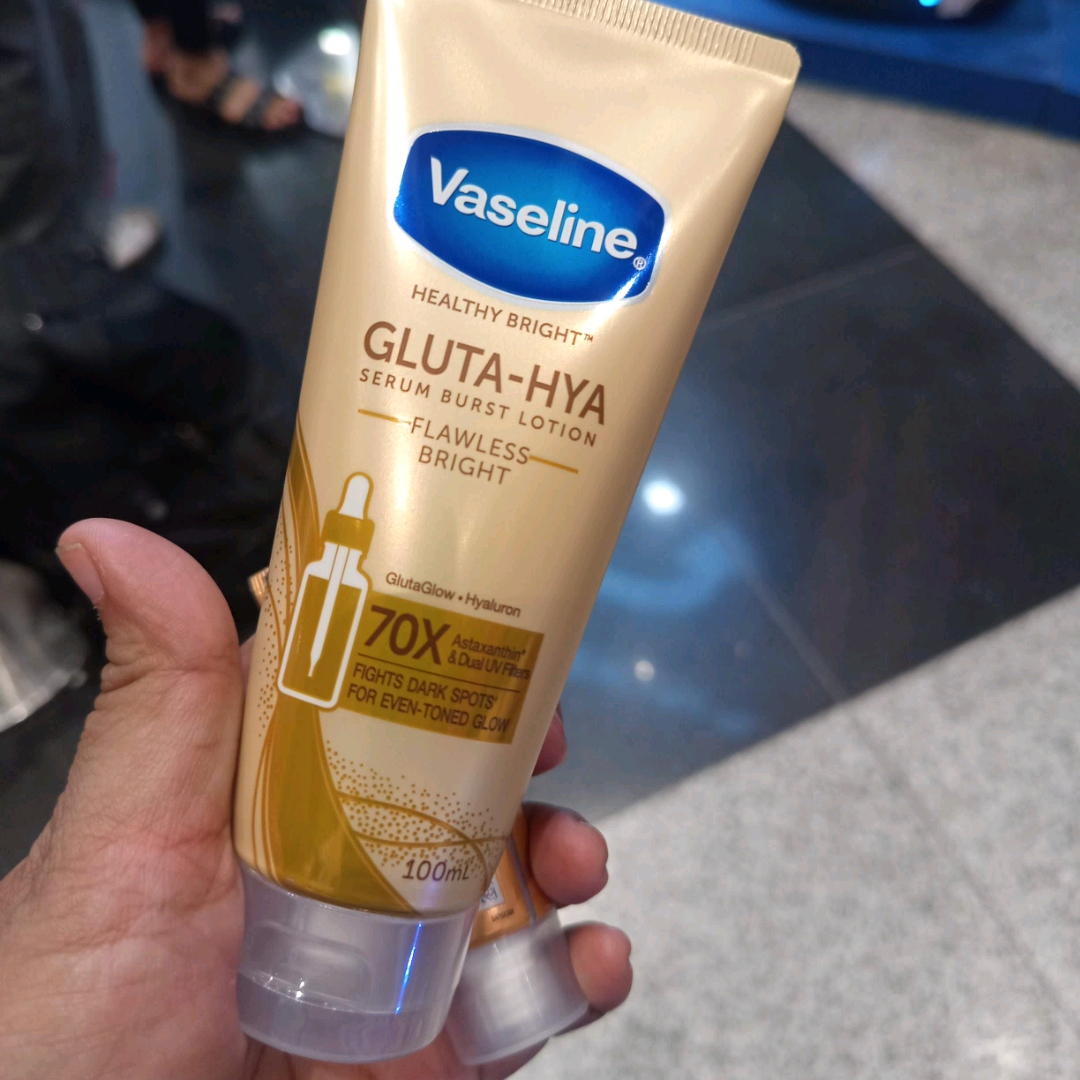 Vaseline®
HEALTHY BRIGHT™
GLUTA-HYA
SERUM BURST LOTION
FLAWLESS
BRIGHT
GlutaGlow • Hyaluron
70X
Astaxanthin*
& Dual UV Filters
FIGHTS DARK SPOTS†
FOR EVEN-TONED GLOW
100mL